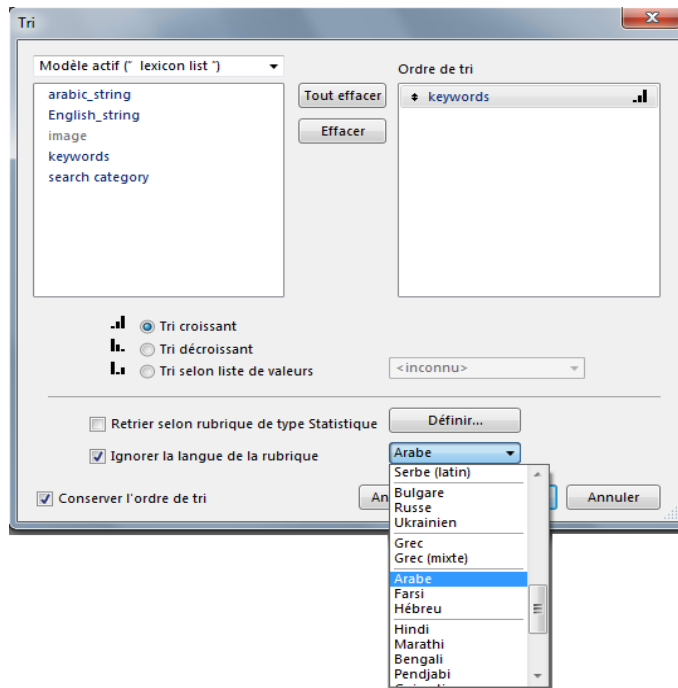 Tri
Modèle actif (" lexicon list ")
Ordre de tri
arabic_string
English_string
image
keywords
search category
Tout effacer
Effacer
keywords
Tri croissant
Tri décroissant
Tri selon liste de valeurs
<inconnu>
Retrier selon rubrique de type Statistique
Définir...
Ignorer la langue de la rubrique
Arabe
Conserver l'ordre de tri
An
Annuler
Serbe (latin)
Bulgare
Russe
Ukrainien
Grec
Grec (mixte)
Arabe
Farsi
Hébreu
Hindi
Marathi
Bengali
Pendjabi